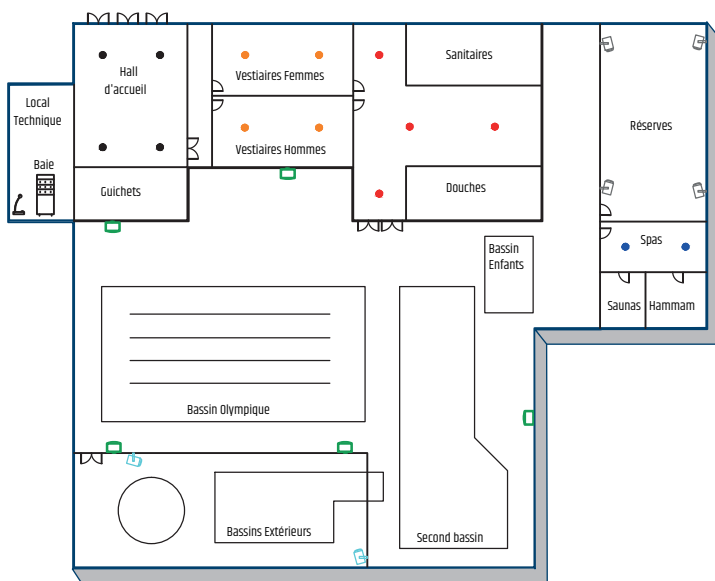 Hall
d'accueil
Vestiaires Femmes
Sanitaires
Local
Technique
Réserves
Vestiaires Hommes
Baie
Guichets
Douches
Spas
Bassin
Enfants
Saunas
Hammam
Bassin Olympique
Bassins Extérieurs
Second bassin